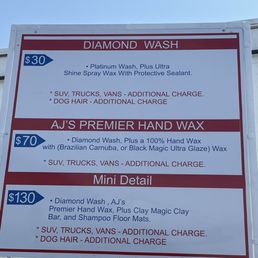 DIAMOND WASH
$30
• Platinum Wash, Plus Ultra
Shine Spray Wax With Protective Sealant.
* SUV, TRUCKS, VANS - ADDITIONAL CHARGE.
* DOG HAIR - ADDITIONAL CHARGE
AJ'S PREMIER HAND WAX
$70
• Diamond Wash, Plus a 100% Hand Wax
with (Brazilian Carnuba, or Black Magic Ultra Glaze) Wax
* SUV, TRUCKS, VANS - ADDITIONAL CHARGE.
Mini Detail
$130
• Diamond Wash , AJ's
Premier Hand Wax, Plus Clay Magic Clay
Bar, and Shampoo Floor Mats.
* SUV, TRUCKS, VANS - ADDITIONAL CHARGE.
* DOG HAIR - ADDITIONAL CHARGE